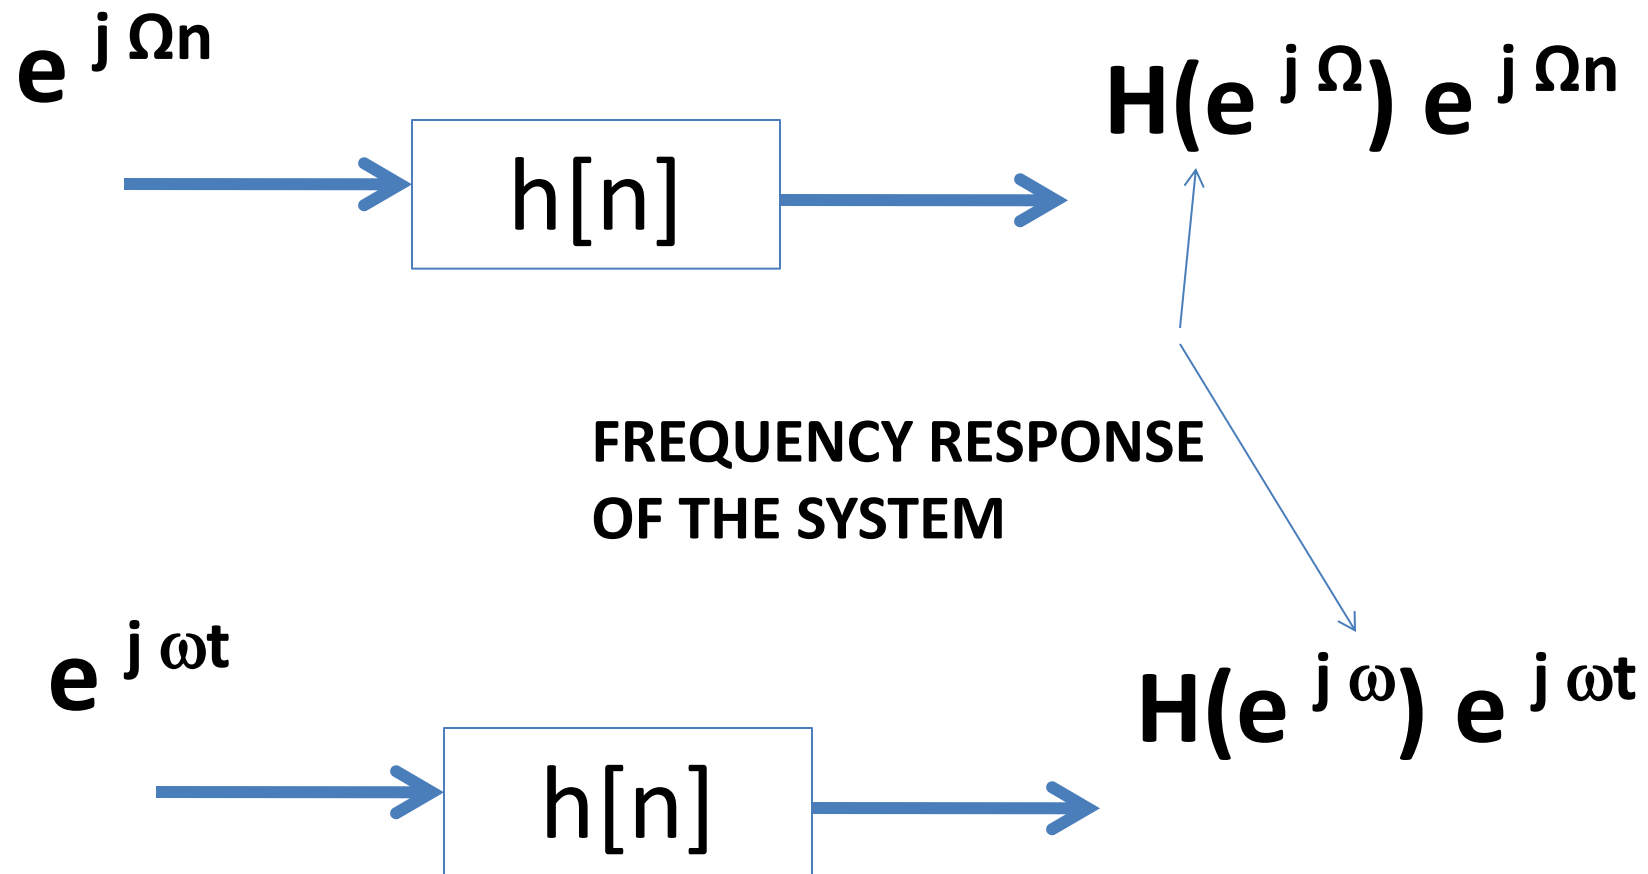 e j Ωn
H(e j Ω) e j Ωn
h[n]
FREQUENCY RESPONSE
OF THE SYSTEM
e j ωt
H(e j ω) e j ωt
h[n]